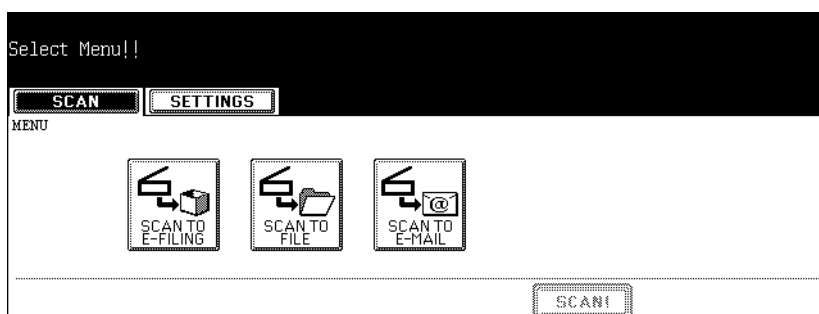 Select Menu!!
SCAN SETTINGS
MENU
SCAN TO
E-FILING
SCAN TO
FILE
@
SCAN TO
E-MAIL
SCAN!